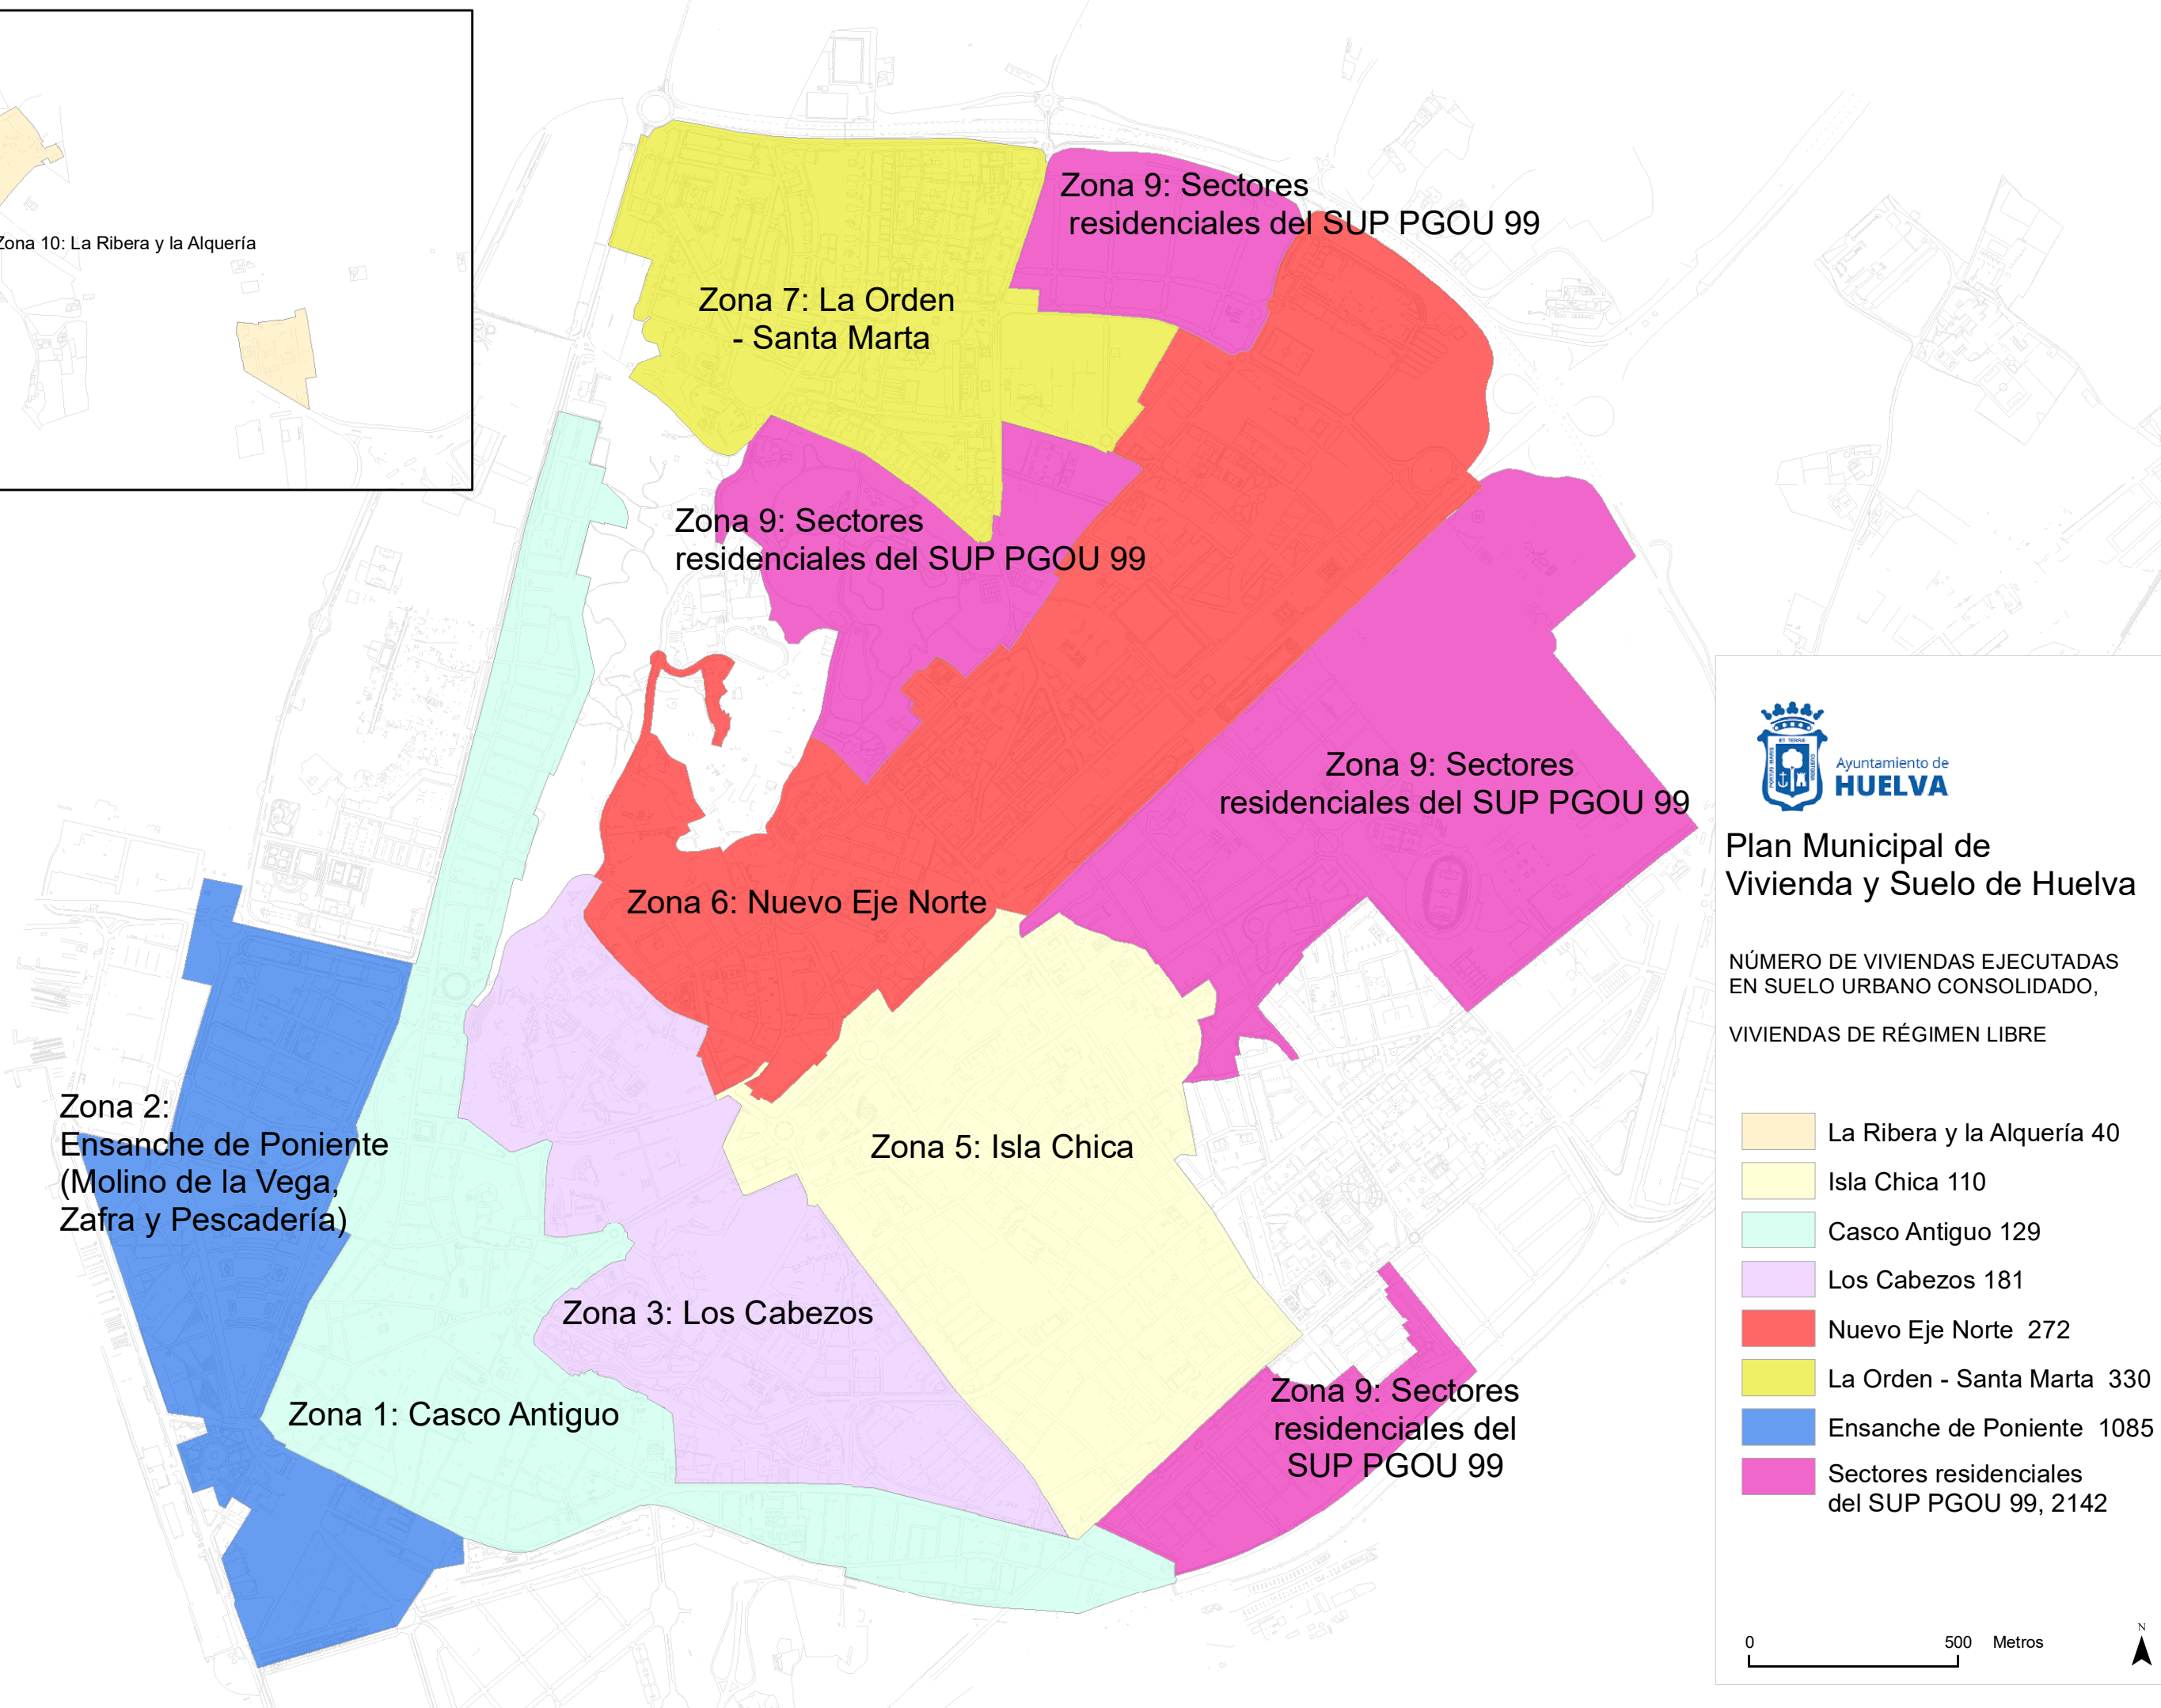 Zona 10: La Ribera y la Alquería
Zona 9: Sectores
residenciales del SUP PGOU 99
Zona 7: La Orden
- Santa Marta
Zona 9: Sectores
residenciales del SUP PGOU 99
Zona 9: Sectores
residenciales del SUP PGOU 99
Zona 6: Nuevo Eje Norte
Zona 2:
Ensanche de Poniente
(Molino de la Vega,
Zafra y Pescadería)
Zona 5: Isla Chica
Zona 3: Los Cabezos
Zona 1: Casco Antiguo
Zona 9: Sectores
residenciales del
SUP PGOU 99
Ayuntamiento de
HUELVA
Plan Municipal de
Vivienda y Suelo de Huelva
NÚMERO DE VIVIENDAS EJECUTADAS
EN SUELO URBANO CONSOLIDADO,
VIVIENDAS DE RÉGIMEN LIBRE
La Ribera y la Alquería 40
Isla Chica 110
Casco Antiguo 129
Los Cabezos 181
Nuevo Eje Norte 272
La Orden - Santa Marta 330
Ensanche de Poniente 1085
Sectores residenciales
del SUP PGOU 99, 2142
0 500 Metros
N